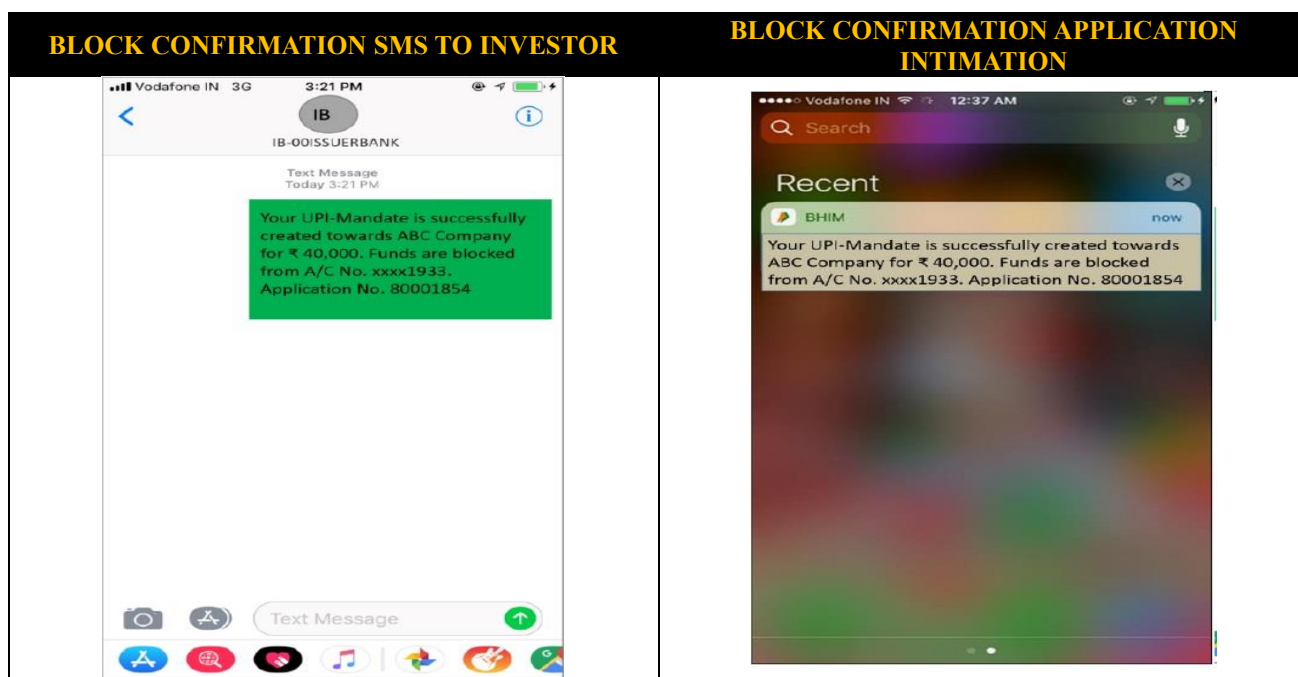 BLOCK CONFIRMATION SMS TO INVESTOR
BLOCK CONFIRMATION APPLICATION
INTIMATION
Vodafone IN 3G 3:21 PM
IB
IB-00ISSUERBANK
Text Message
Today 3:21 PM
Your UPI-Mandate is successfully
created towards ABC Company
for ₹ 40,000. Funds are blocked
from A/C No. xxxx1933.
Application No. 80001854
Text Message
Vodafone IN 12:37 AM
Search
Recent
BHIM now
Your UPI-Mandate is successfully created towards
ABC Company for ₹ 40,000. Funds are blocked
from A/C No. xxxx1933. Application No. 80001854